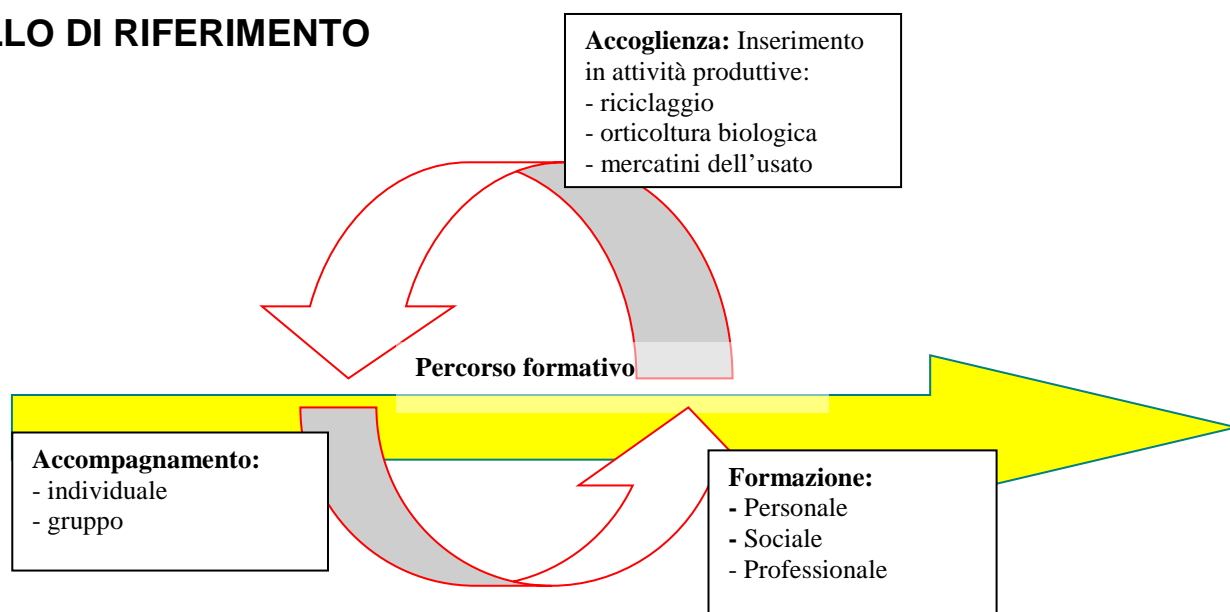 LLO DI RIFERIMENTO
Accoglienza: Inserimento
in attività produttive:
- riciclaggio
- orticoltura biologica
- mercatini dell’usato
Percorso formativo
Accompagnamento:
- individuale
- gruppo
Formazione:
- Personale
- Sociale
- Professionale